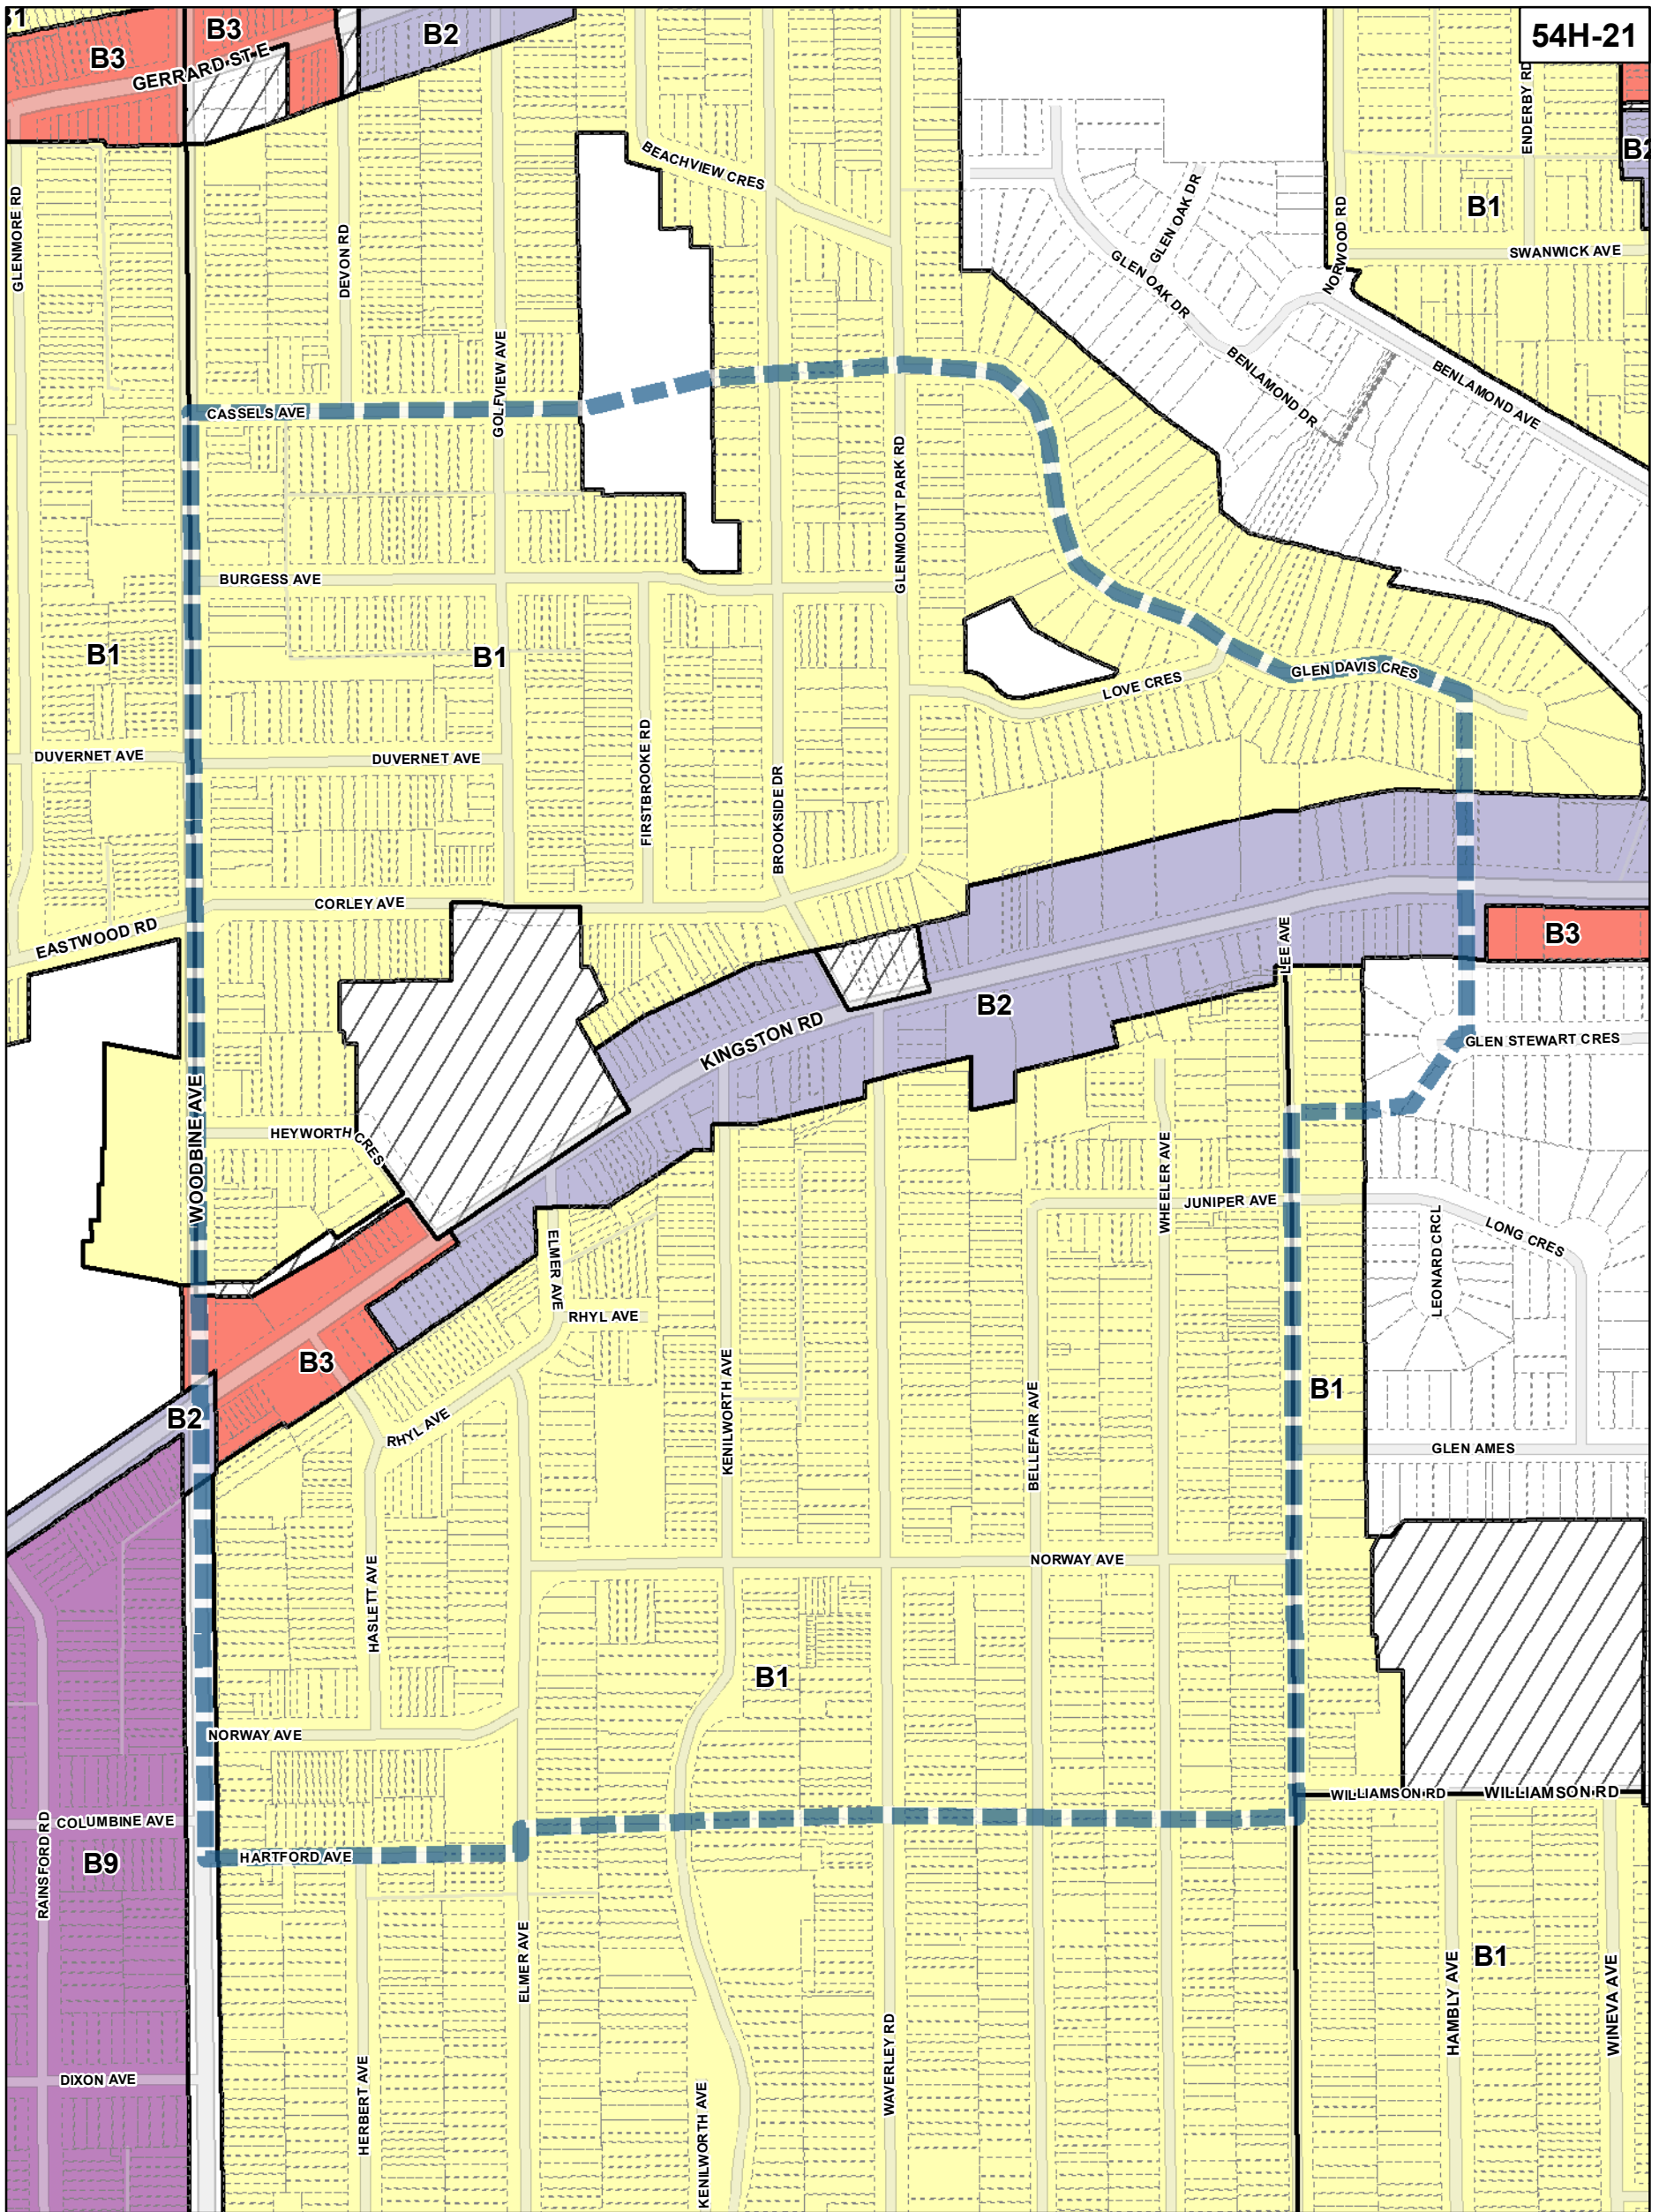 54H-21
B3
B3
B2
GERRARD ST E
ENDERBY RD
BEACHVIEW CRES
GLENMORE RD
DEVON RD
GLEN OAK DR
NORWOOD RD
B1
SWANWICK AVE
GLEN OAK DR
BENLAMOND DR
BENLAMOND AVE
GOLFVIEW AVE
CASSELS AVE
GLENMOUNT PARK RD
BURGESS AVE
B1
B1
GLEN DAVIS CRES
LOVE CRES
DUVERNET AVE
DUVERNET AVE
FIRSTBROOKE RD
BROOKSIDE DR
CORLEY AVE
EASTWOOD RD
LEE AVE
B3
B2
KINGSTON RD
GLEN STEWART CRES
WOODBINE AVE
HEYWORTH CRES
WHEELER AVE
JUNIPER AVE
LEONARD CRCL
LONG CRES
ELMER AVE
RHYL AVE
B3
KENILWORTH AVE
BELLEFAIR AVE
B1
B2
RHYL AVE
GLEN AMES
NORWAY AVE
HASLETT AVE
B1
NORWAY AVE
WILLIAMSON RD
WILLIAMSON RD
COLUMBINE AVE
RAINSFORD RD
HARTFORD AVE
B9
ELMER AVE
B1
HAMBLY AVE
WINEVA AVE
WAVERLEY RD
DIXON AVE
HERBERT AVE
KENILWORTH AVE